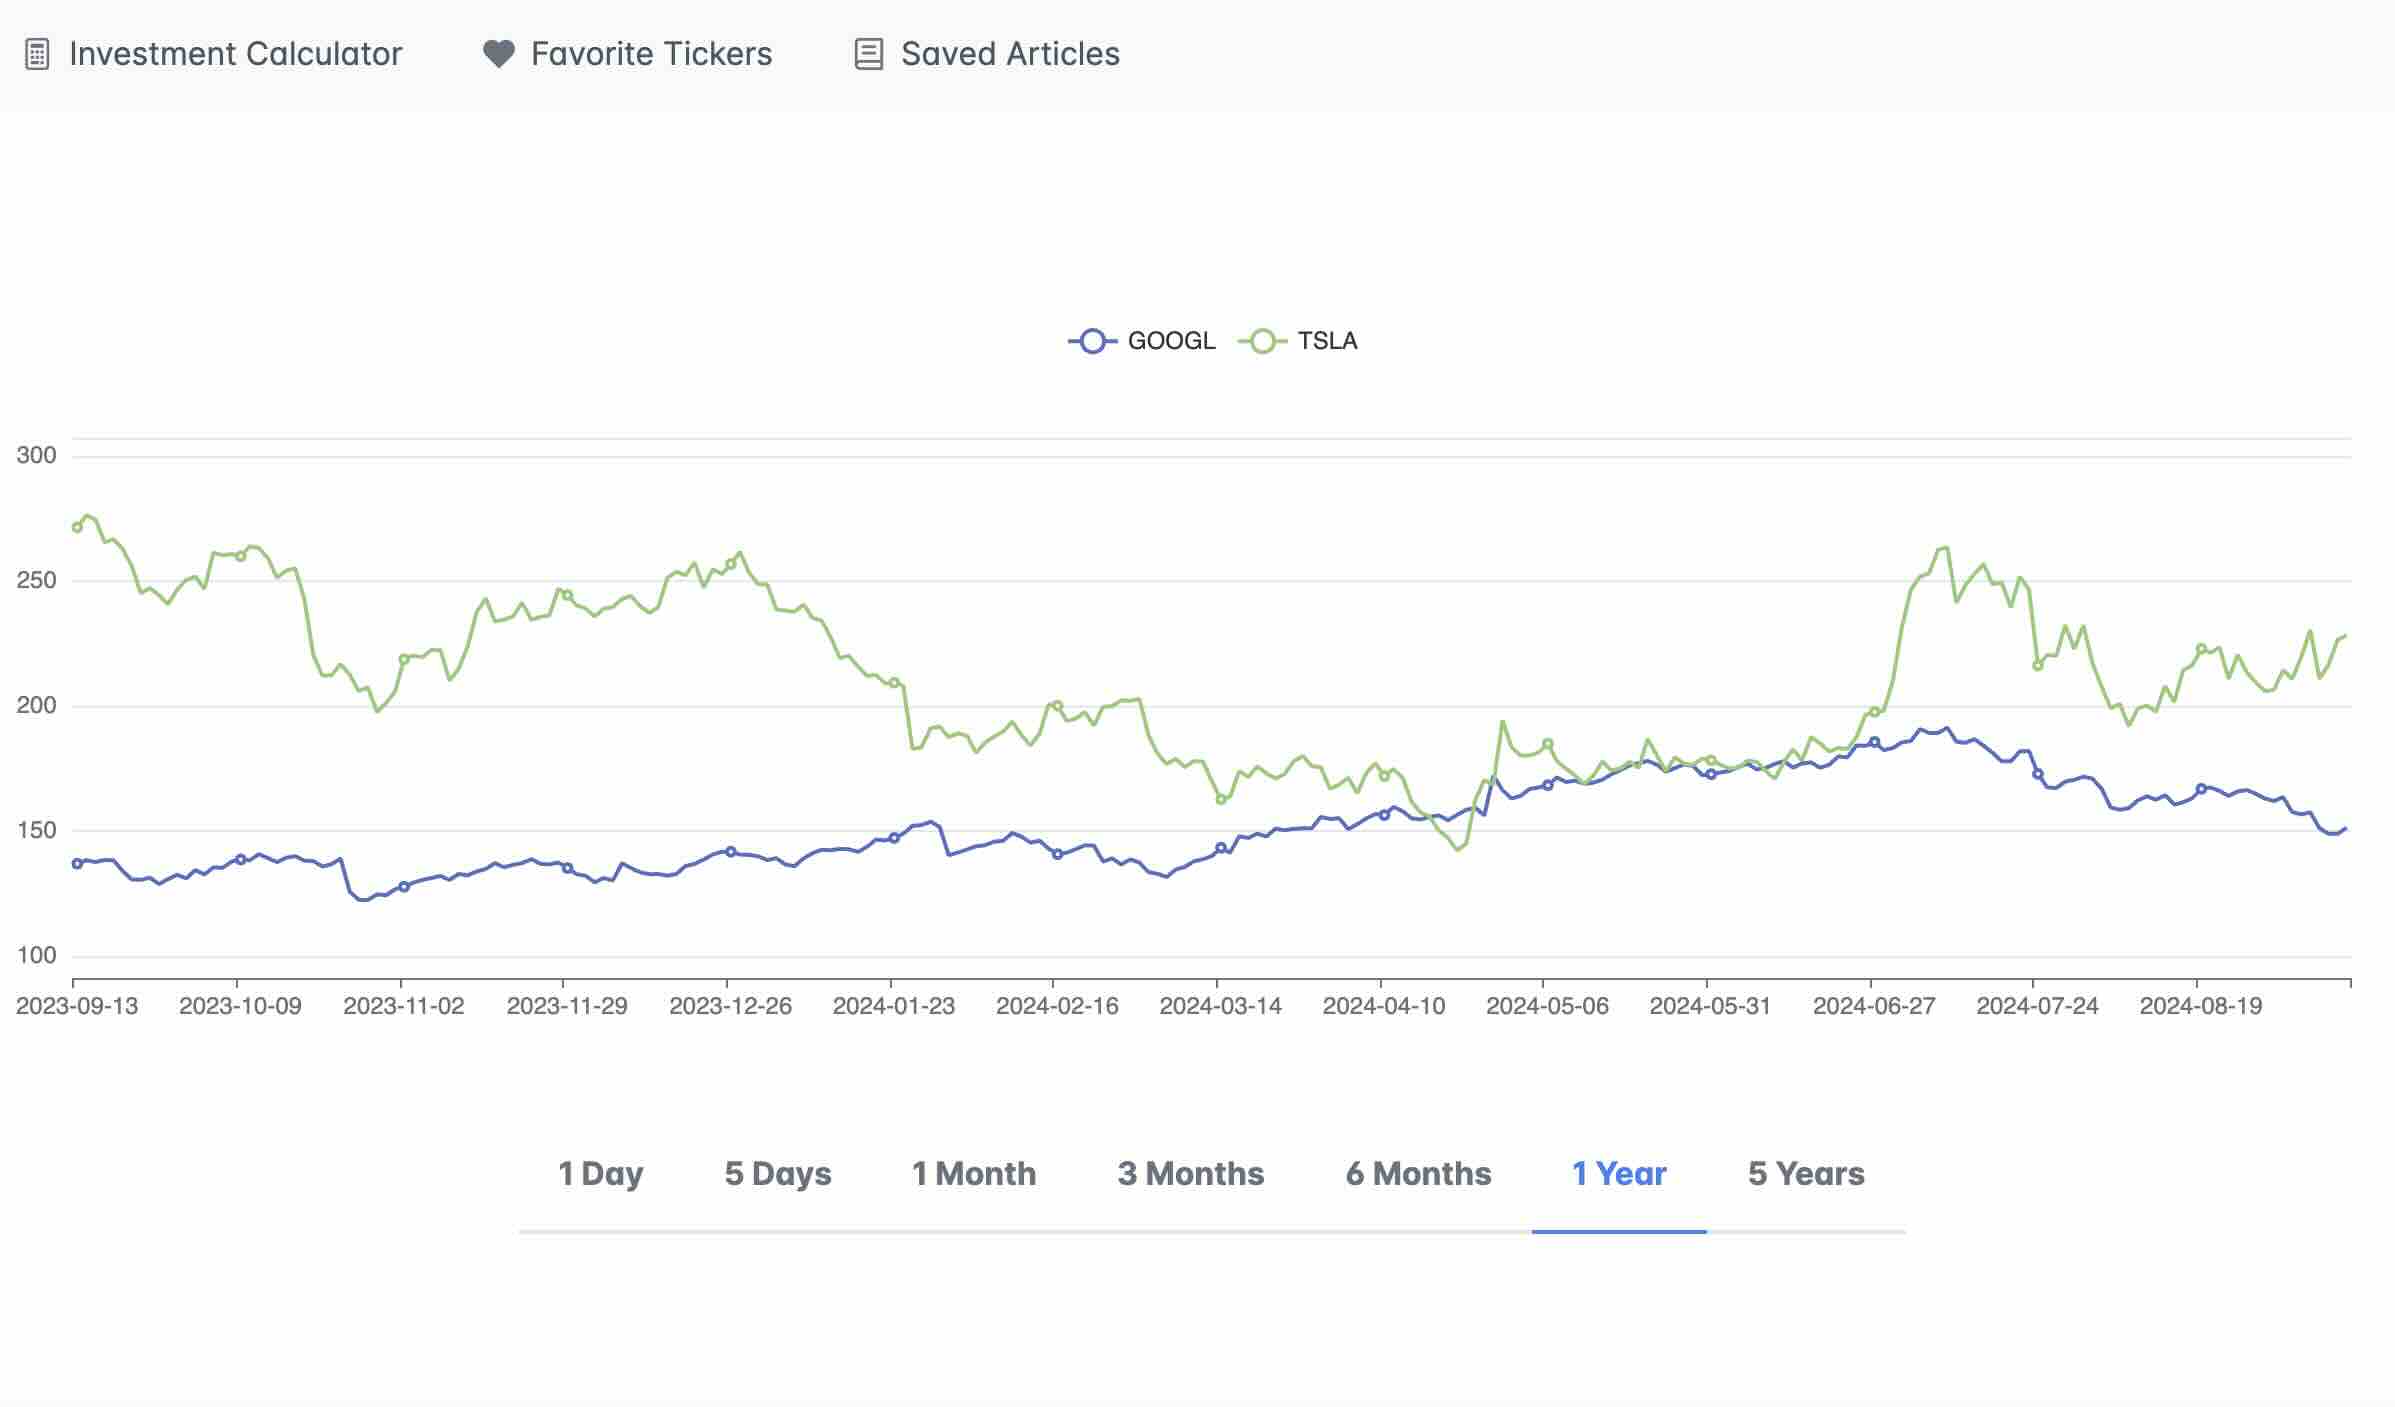 Investment Calculator Favorite Tickers Saved Articles
GOOGL TSLA
300
250
200
150
100
2023-09-13 2023-10-09 2023-11-02 2023-11-29 2023-12-26 2024-01-23 2024-02-16 2024-03-14 2024-04-10 2024-05-06 2024-05-31 2024-06-27 2024-07-24 2024-08-19
1 Day 5 Days 1 Month 3 Months 6 Months 1 Year 5 Years